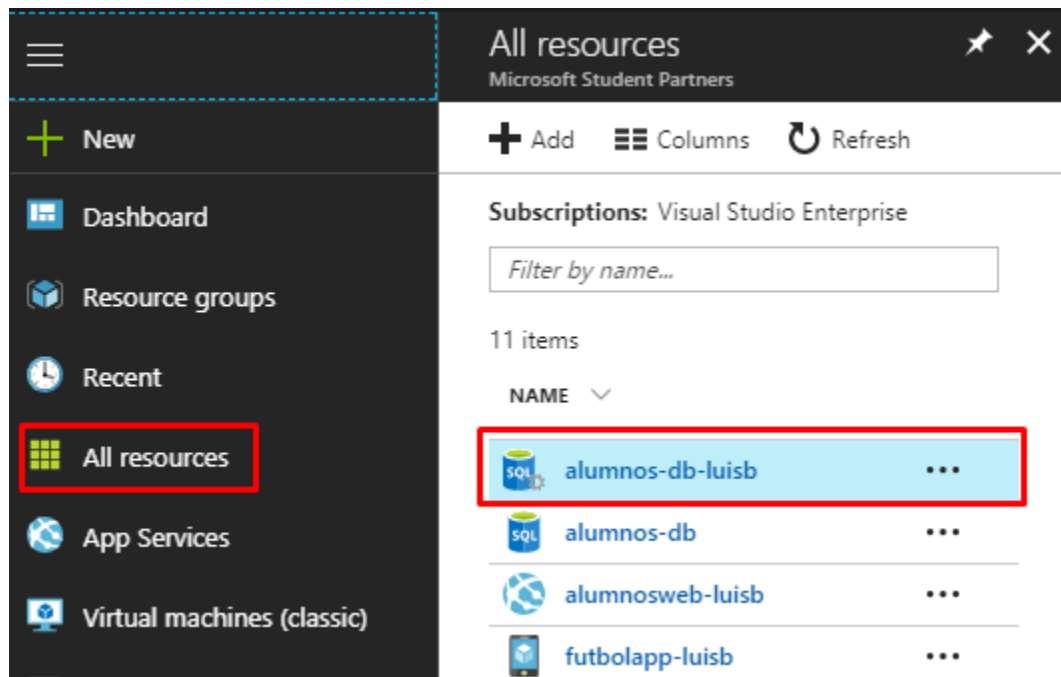 All resources
Microsoft Student Partners
New
Dashboard
Resource groups
Recent
All resources
App Services
Virtual machines (classic)
Add Columns Refresh
Subscriptions: Visual Studio Enterprise
Filter by name...
11 items
NAME
SQL alumnos-db-luisb
SQL alumnos-db
alumnosweb-luisb
futbolapp-luisb